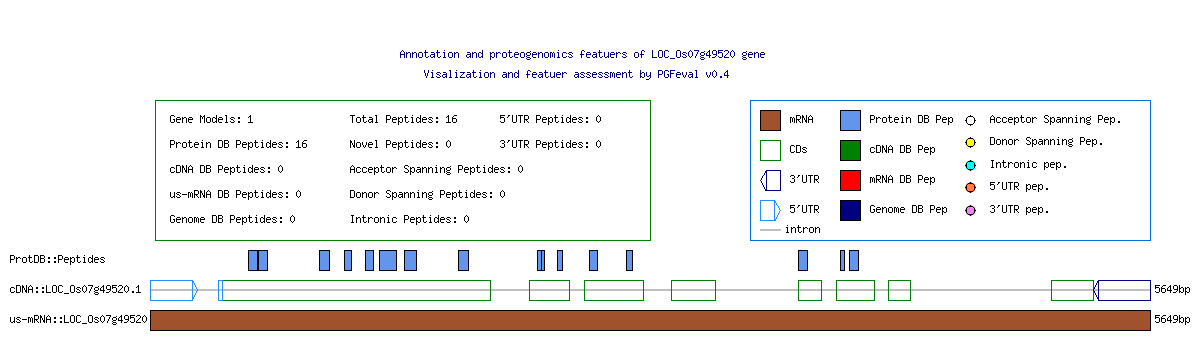 Annotation and proteogenomics featuers of LOC_Os07g49520 gene
Visalization and featuer assessment by PGFeval v0.4
Gene Models: 1
Total Peptides: 16
5'UTR Peptides: 0
Protein DB Peptides: 16
Novel Peptides: 0
3'UTR Peptides: 0
cDNA DB Peptides: 0
Acceptor Spanning Peptides: 0
us-mRNA DB Peptides: 0
Donor Spanning Peptides: 0
Genome DB Peptides: 0
Intronic Peptides: 0
mRNA
Protein DB Pep
Acceptor Spanning Pep.
CDs
cDNA DB Pep
Donor Spanning Pep.
3'UTR
mRNA DB Pep
Intronic pep.
5'UTR
Genome DB Pep
5'UTR pep.
3'UTR pep.
intron
ProtDB::Peptides
cDNA::LOC_Os07g49520.1
5649bp
us-mRNA::LOC_Os07g49520
5649bp